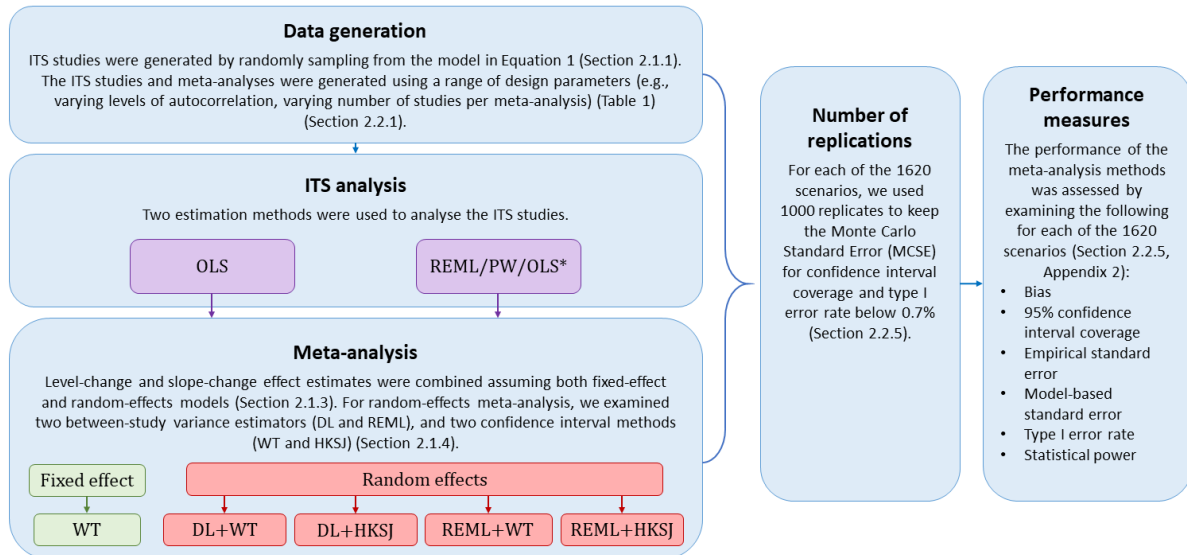 Data generation
ITS studies were generated by randomly sampling from the model in Equation 1 (Section 2.1.1).
The ITS studies and meta-analyses were generated using a range of design parameters (e.g.,
varying levels of autocorrelation, varying number of studies per meta-analysis) (Table 1)
(Section 2.2.1).
ITS analysis
Two estimation methods were used to analyse the ITS studies.
OLS
REML/PW/OLS*
Meta-analysis
Level-change and slope-change effect estimates were combined assuming both fixed-effect
and random-effects models (Section 2.1.3). For random-effects meta-analysis, we examined
two between-study variance estimators (DL and REML), and two confidence interval methods
(WT and HKSJ) (Section 2.1.4).
Fixed effect
Random effects
WT
DL+WT
DL+HKSJ
REML+WT
REML+HKSJ
Number of
replications
For each of the 1620
scenarios, we used
1000 replicates to keep
the Monte Carlo
Standard Error (MCSE)
for confidence interval
coverage and type I
error rate below 0.7%
(Section 2.2.5).
Performance
measures
The performance of the
meta-analysis methods
was assessed by
examining the following
for each of the 1620
scenarios (Section 2.2.5,
Appendix 2):
• Bias
• 95% confidence
interval coverage
• Empirical standard
error
• Model-based
standard error
• Type I error rate
• Statistical power